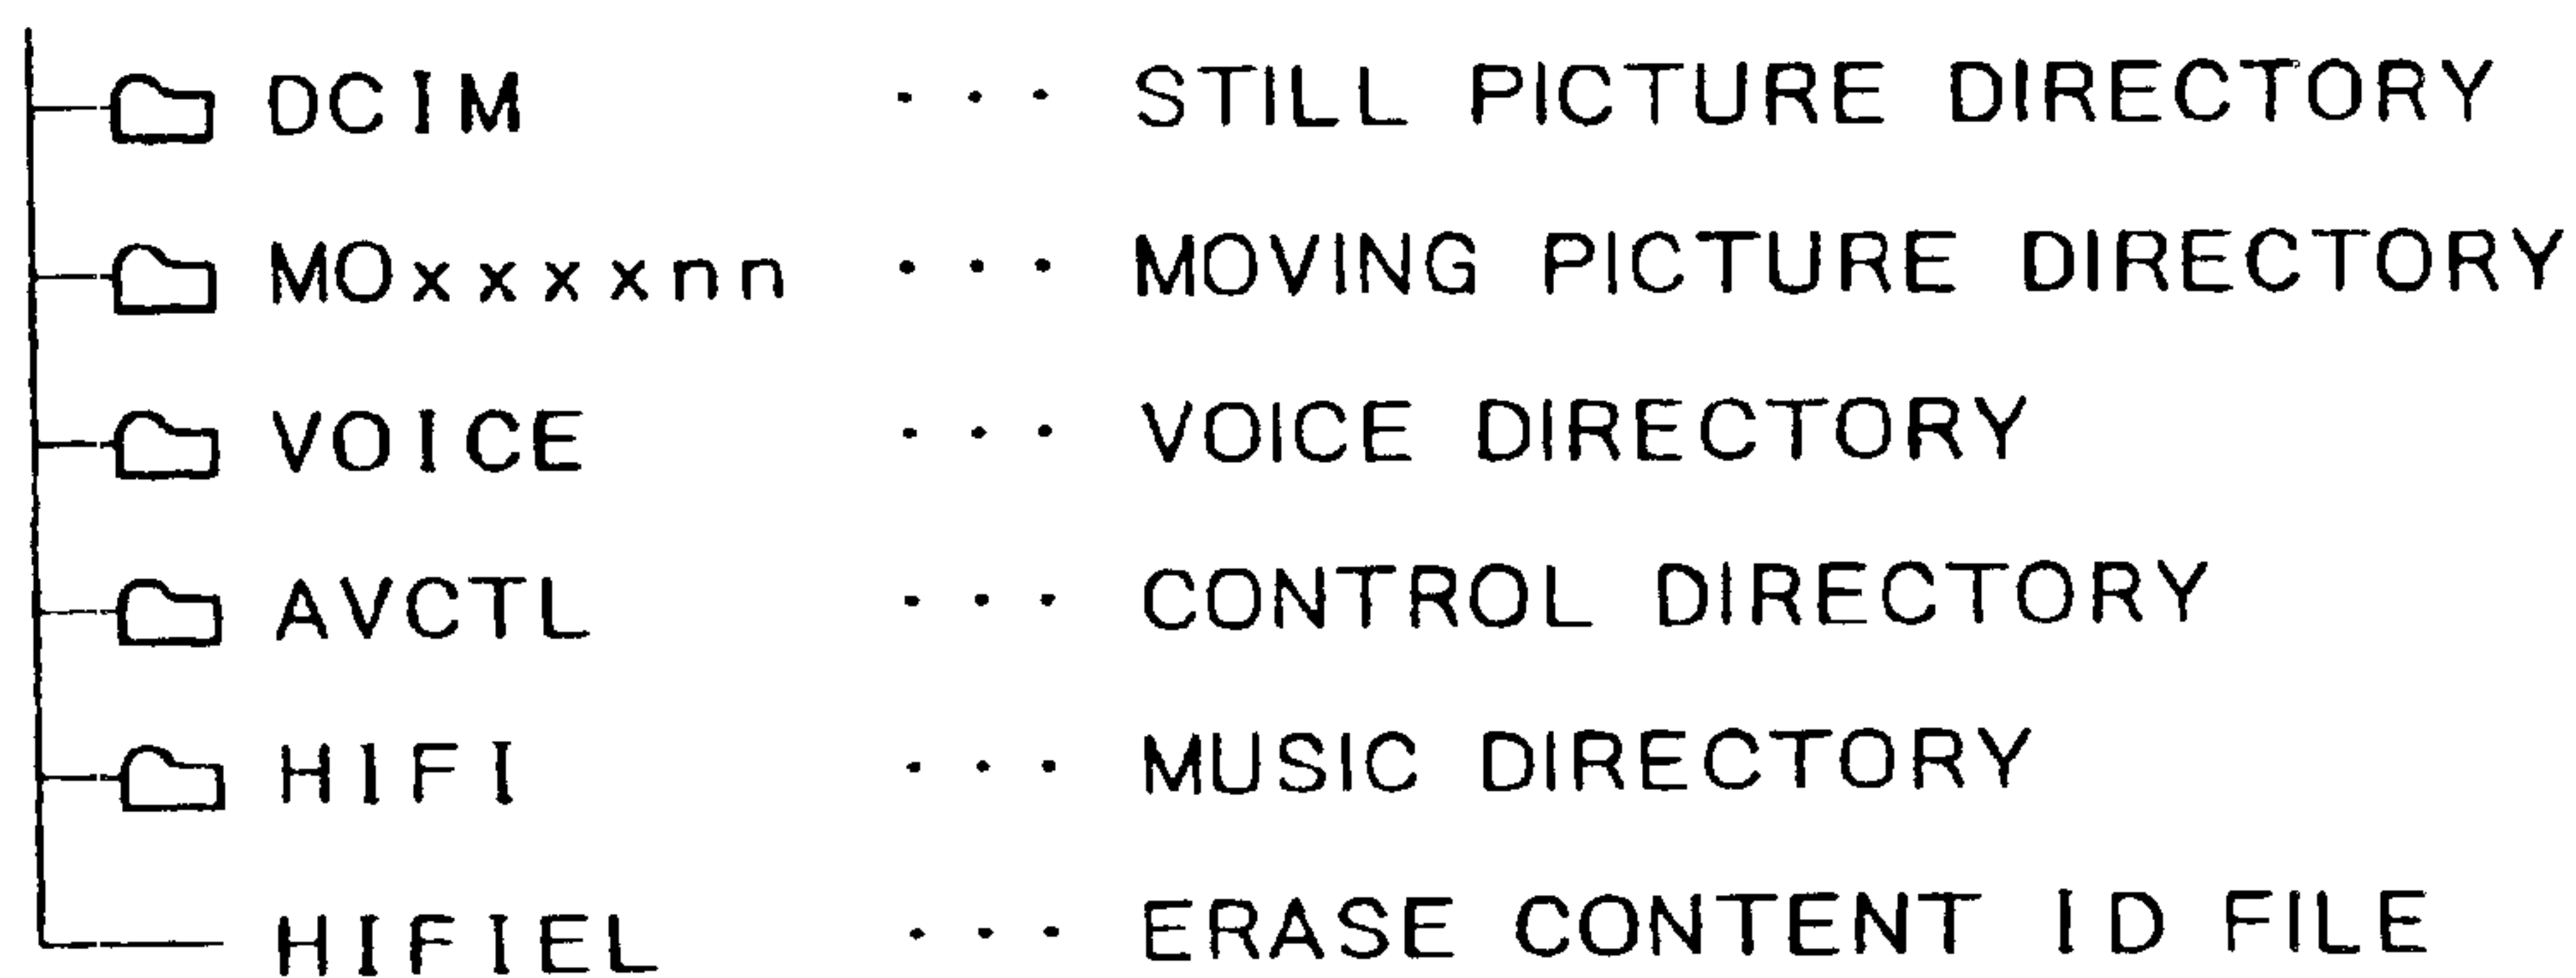 DCIM ... STILL PICTURE DIRECTORY
MOxxxxnn ... MOVING PICTURE DIRECTORY
VOICE ... VOICE DIRECTORY
AVCTL ... CONTROL DIRECTORY
HIFI ... MUSIC DIRECTORY
HIFIEL ... ERASE CONTENT ID FILE